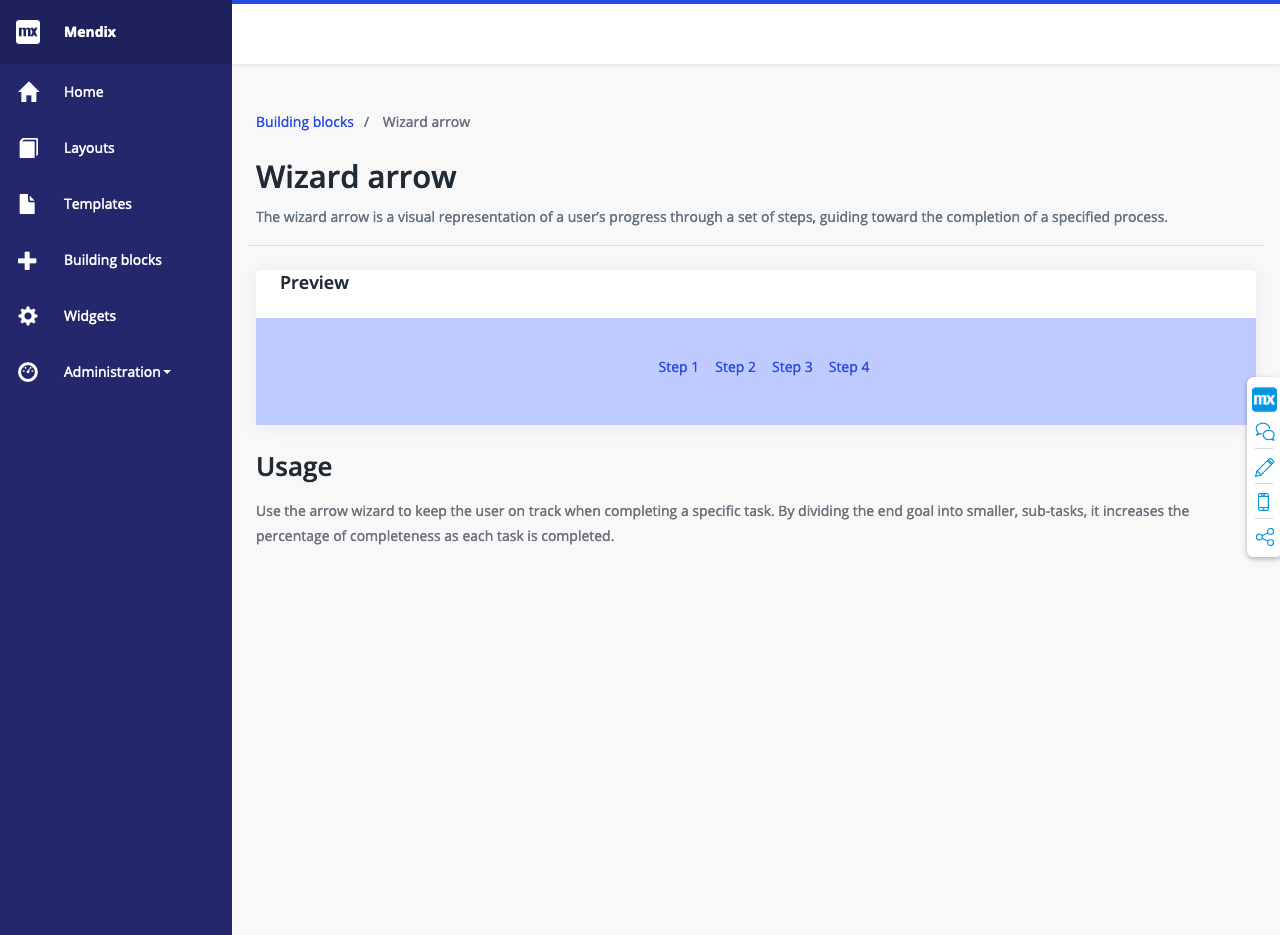 mx Mendix
Home
Layouts
Templates
Building blocks
Widgets
Administration
Building blocks / Wizard arrow
Wizard arrow
The wizard arrow is a visual representation of a user’s progress through a set of steps, guiding toward the completion of a specified process.
Preview
Step 1 Step 2 Step 3 Step 4
mx
Usage
Use the arrow wizard to keep the user on track when completing a specific task. By dividing the end goal into smaller, sub-tasks, it increases the
percentage of completeness as each task is completed.